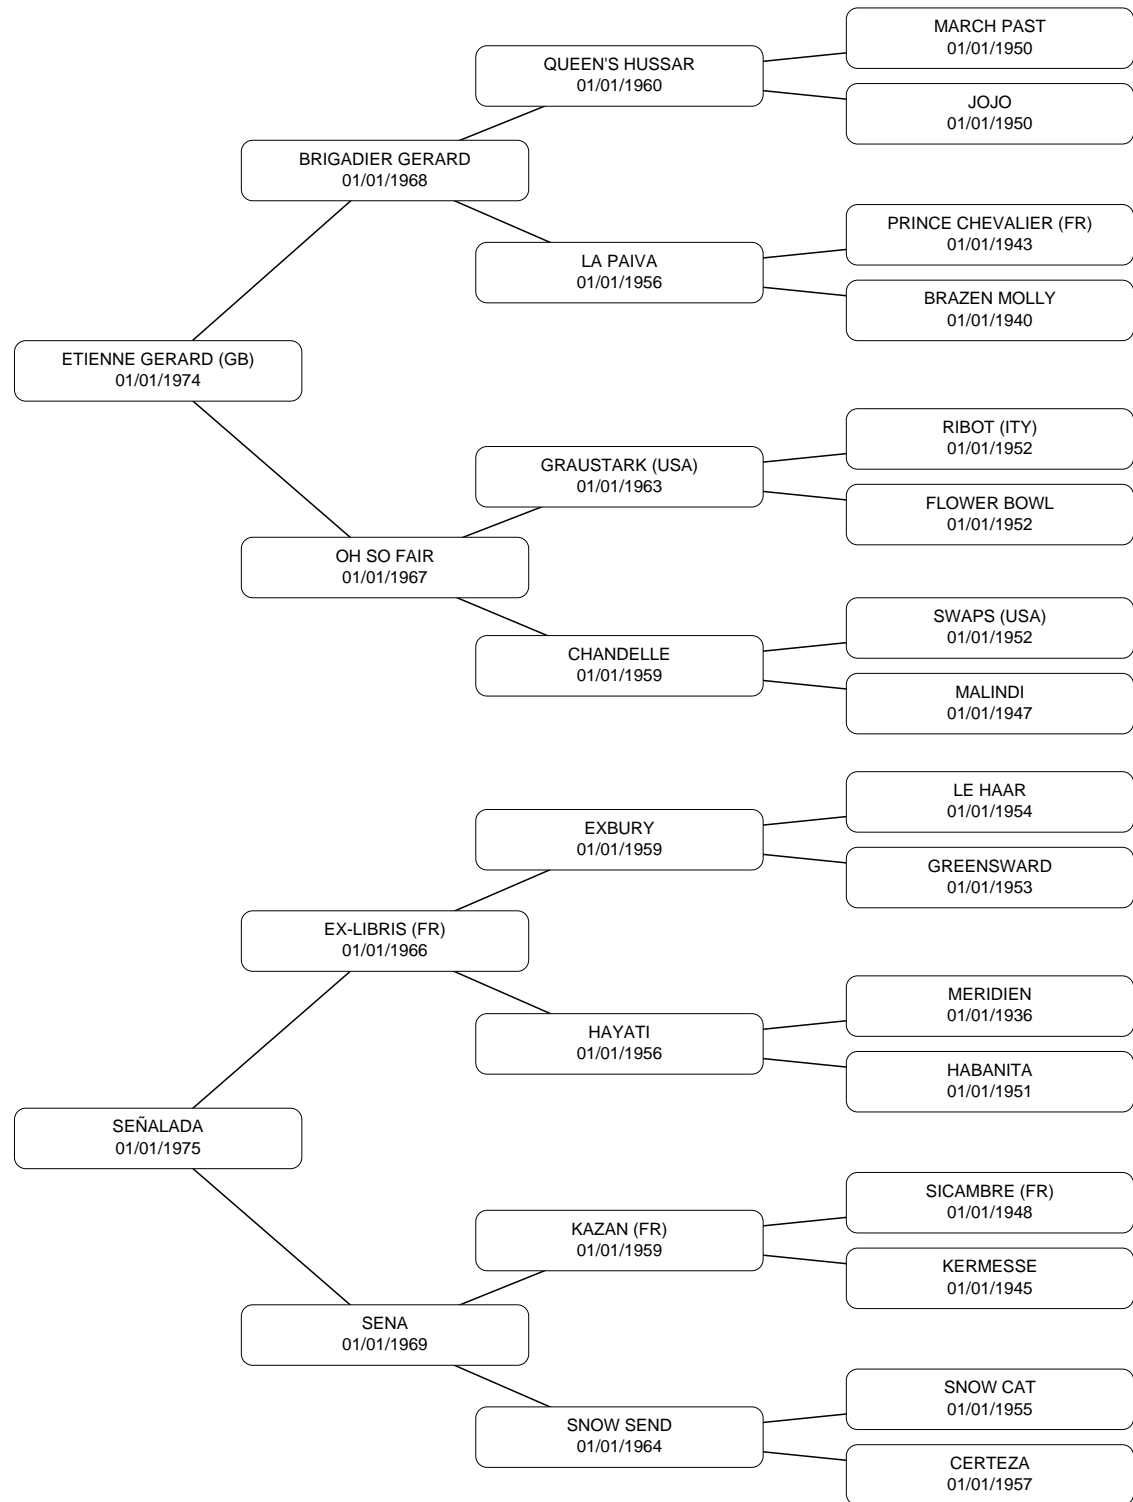 MARCH PAST
01/01/1950
QUEEN'S HUSSAR
01/01/1960
JOJO
01/01/1950
BRIGADIER GERARD
01/01/1968
PRINCE CHEVALIER (FR)
01/01/1943
LA PAIVA
01/01/1956
BRAZEN MOLLY
01/01/1940
ETIENNE GERARD (GB)
01/01/1974
RIBOT (ITY)
01/01/1952
GRAUSTARK (USA)
01/01/1963
FLOWER BOWL
01/01/1952
OH SO FAIR
01/01/1967
SWAPS (USA)
01/01/1952
CHANDELLE
01/01/1959
MALINDI
01/01/1947
LE HAAR
01/01/1954
EXBURY
01/01/1959
GREENSWARD
01/01/1953
EX-LIBRIS (FR)
01/01/1966
MERIDIEN
01/01/1936
HAYATI
01/01/1956
HABANITA
01/01/1951
SEÑALADA
01/01/1975
SICAMBRE (FR)
01/01/1948
KAZAN (FR)
01/01/1959
KERMESSE
01/01/1945
SENA
01/01/1969
SNOW CAT
01/01/1955
SNOW SEND
01/01/1964
CERTEZA
01/01/1957